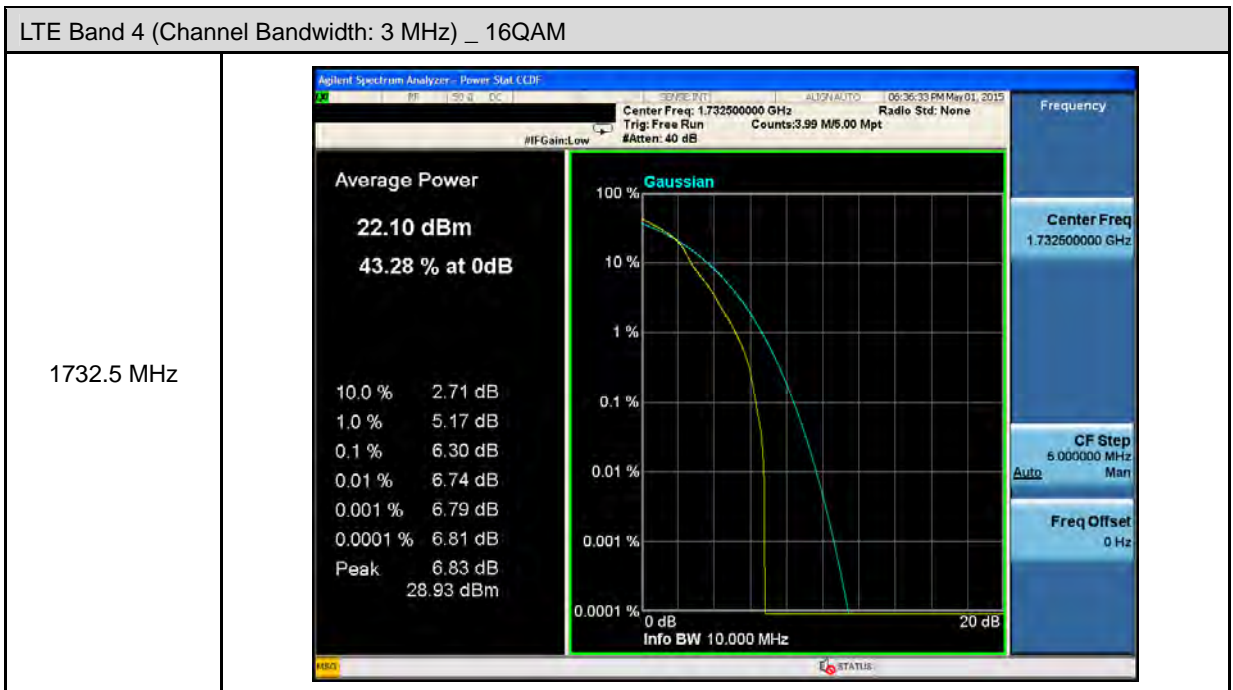 LTE Band 4 (Channel Bandwidth: 3 MHz) _ 16QAM
1732.5 MHz
Agilent Spectrum Analyzer - Power Stat CCDF
RF 50 Ω DC SENSE:INT ALIGN AUTO 06:36:33 PM May 01, 2015
Center Freq: 1.732500000 GHz Radio Std: None
Trig: Free Run Counts:3.99 M/5.00 Mpt
#IFGain:Low #Atten: 40 dB
Average Power
22.10 dBm
43.28 % at 0dB
10.0 % 2.71 dB
1.0 % 5.17 dB
0.1 % 6.30 dB
0.01 % 6.74 dB
0.001 % 6.79 dB
0.0001 % 6.81 dB
Peak 6.83 dB
28.93 dBm
Gaussian
100 %
10 %
1 %
0.1 %
0.01 %
0.001 %
0.0001 %
0 dB 20 dB
Info BW 10.000 MHz
Frequency
Center Freq
1.732500000 GHz
CF Step
5.000000 MHz
Auto Man
Freq Offset
0 Hz
MSG STATUS